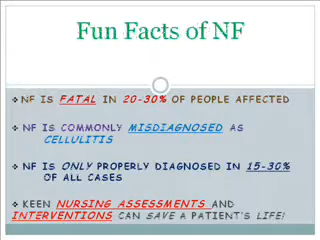 Fun Facts of NF
❖ NF IS FATAL IN 20-30% OF PEOPLE AFFECTED
❖ NF IS COMMONLY MISDIAGNOSED AS
CELLULITIS
❖ NF IS ONLY PROPERLY DIAGNOSED IN 15-30%
OF ALL CASES
❖ KEEN NURSING ASSESSMENTS AND
INTERVENTIONS CAN SAVE A PATIENT'S LIFE!